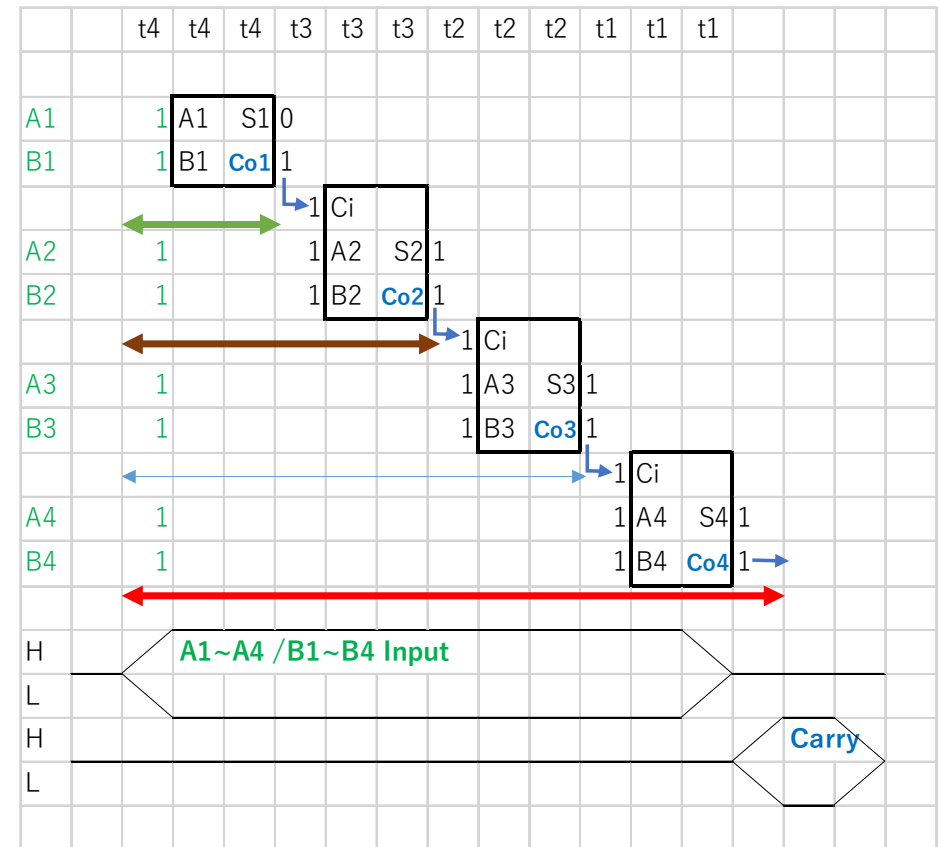 t4 t4 t4 t3 t3 t3 t2 t2 t2 t1 t1 t1
A1 1 A1 S1 0
B1 1 B1 Co1 1
1 Ci
A2 1 1 A2 S2 1
B2 1 1 B2 Co2 1
1 Ci
A3 1 1 A3 S3 1
B3 1 1 B3 Co3 1
1 Ci
A4 1 1 A4 S4 1
B4 1 1 B4 Co4 1
H A1~A4 /B1~B4 Input
L
H Carry
L